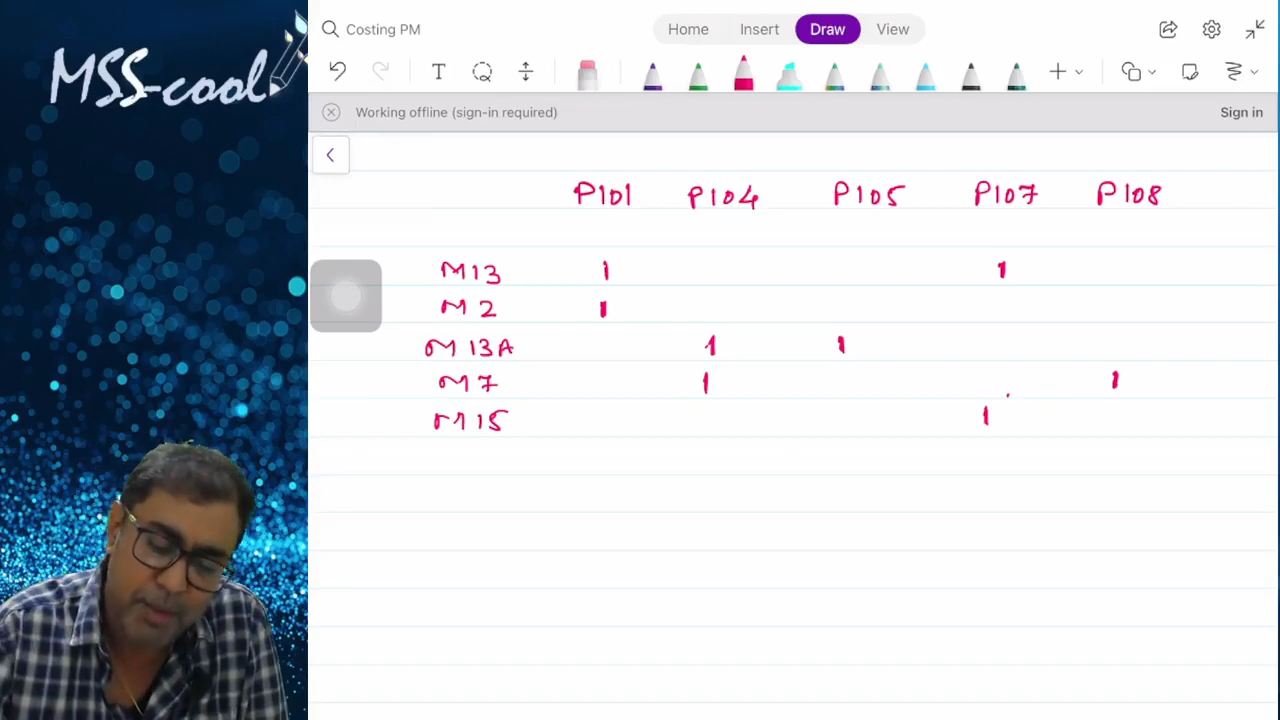 MSS-cool
Costing PM
Home Insert Draw View
T
Working offline (sign-in required) Sign in
P101 P104 P105 P107 P108
M13 1 1
M2 1
M13A 1 1
M7 1 1
M15 1